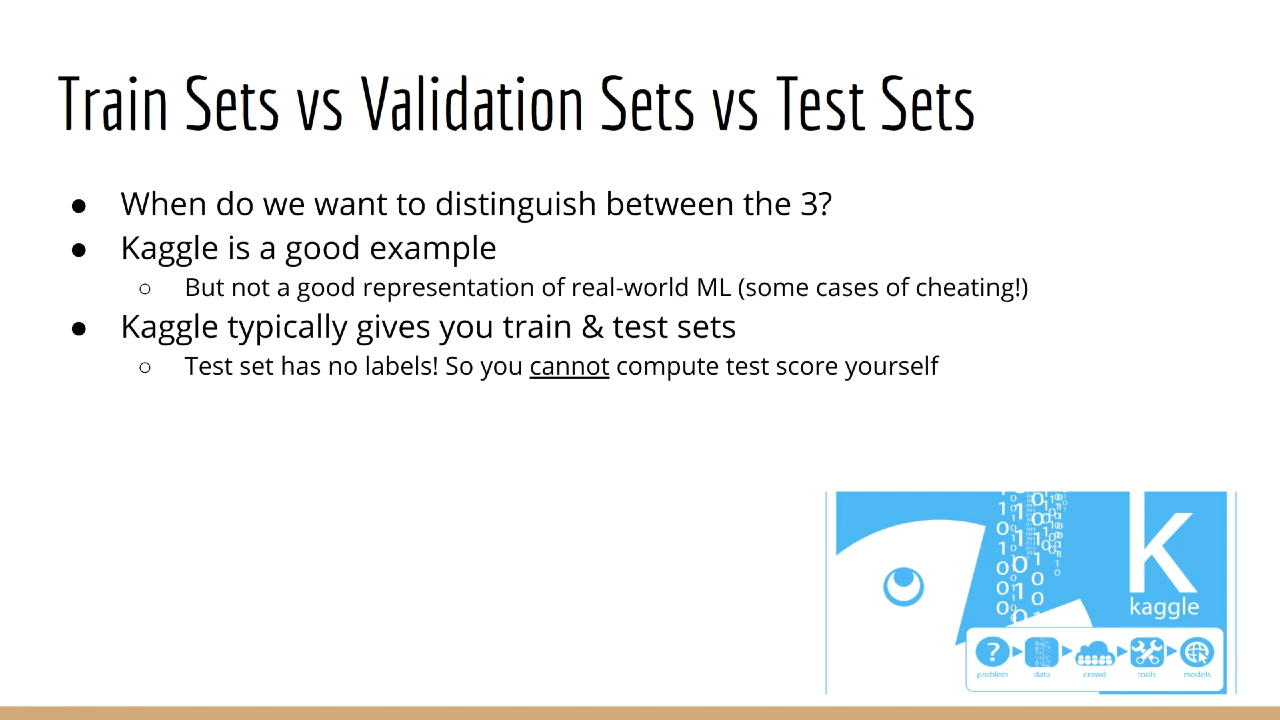 Train Sets vs Validation Sets vs Test Sets
● When do we want to distinguish between the 3?
● Kaggle is a good example
○ But not a good representation of real-world ML (some cases of cheating!)
● Kaggle typically gives you train & test sets
○ Test set has no labels! So you cannot compute test score yourself
K
kaggle
?
problem
data
crowd
tools
models